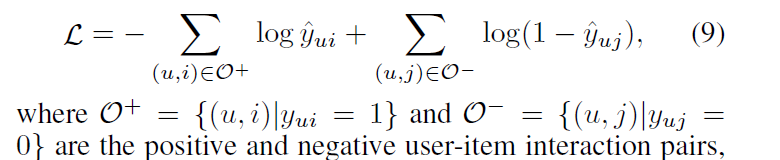 ℒ = − ∑_{(u,i)∈𝒪+} log ŷ_{ui} + ∑_{(u,j)∈𝒪−} log(1 − ŷ_{uj}), (9)
where 𝒪⁺ = {(u, i)|y_{ui} = 1} and 𝒪⁻ = {(u, j)|y_{uj} =
0} are the positive and negative user-item interaction pairs,